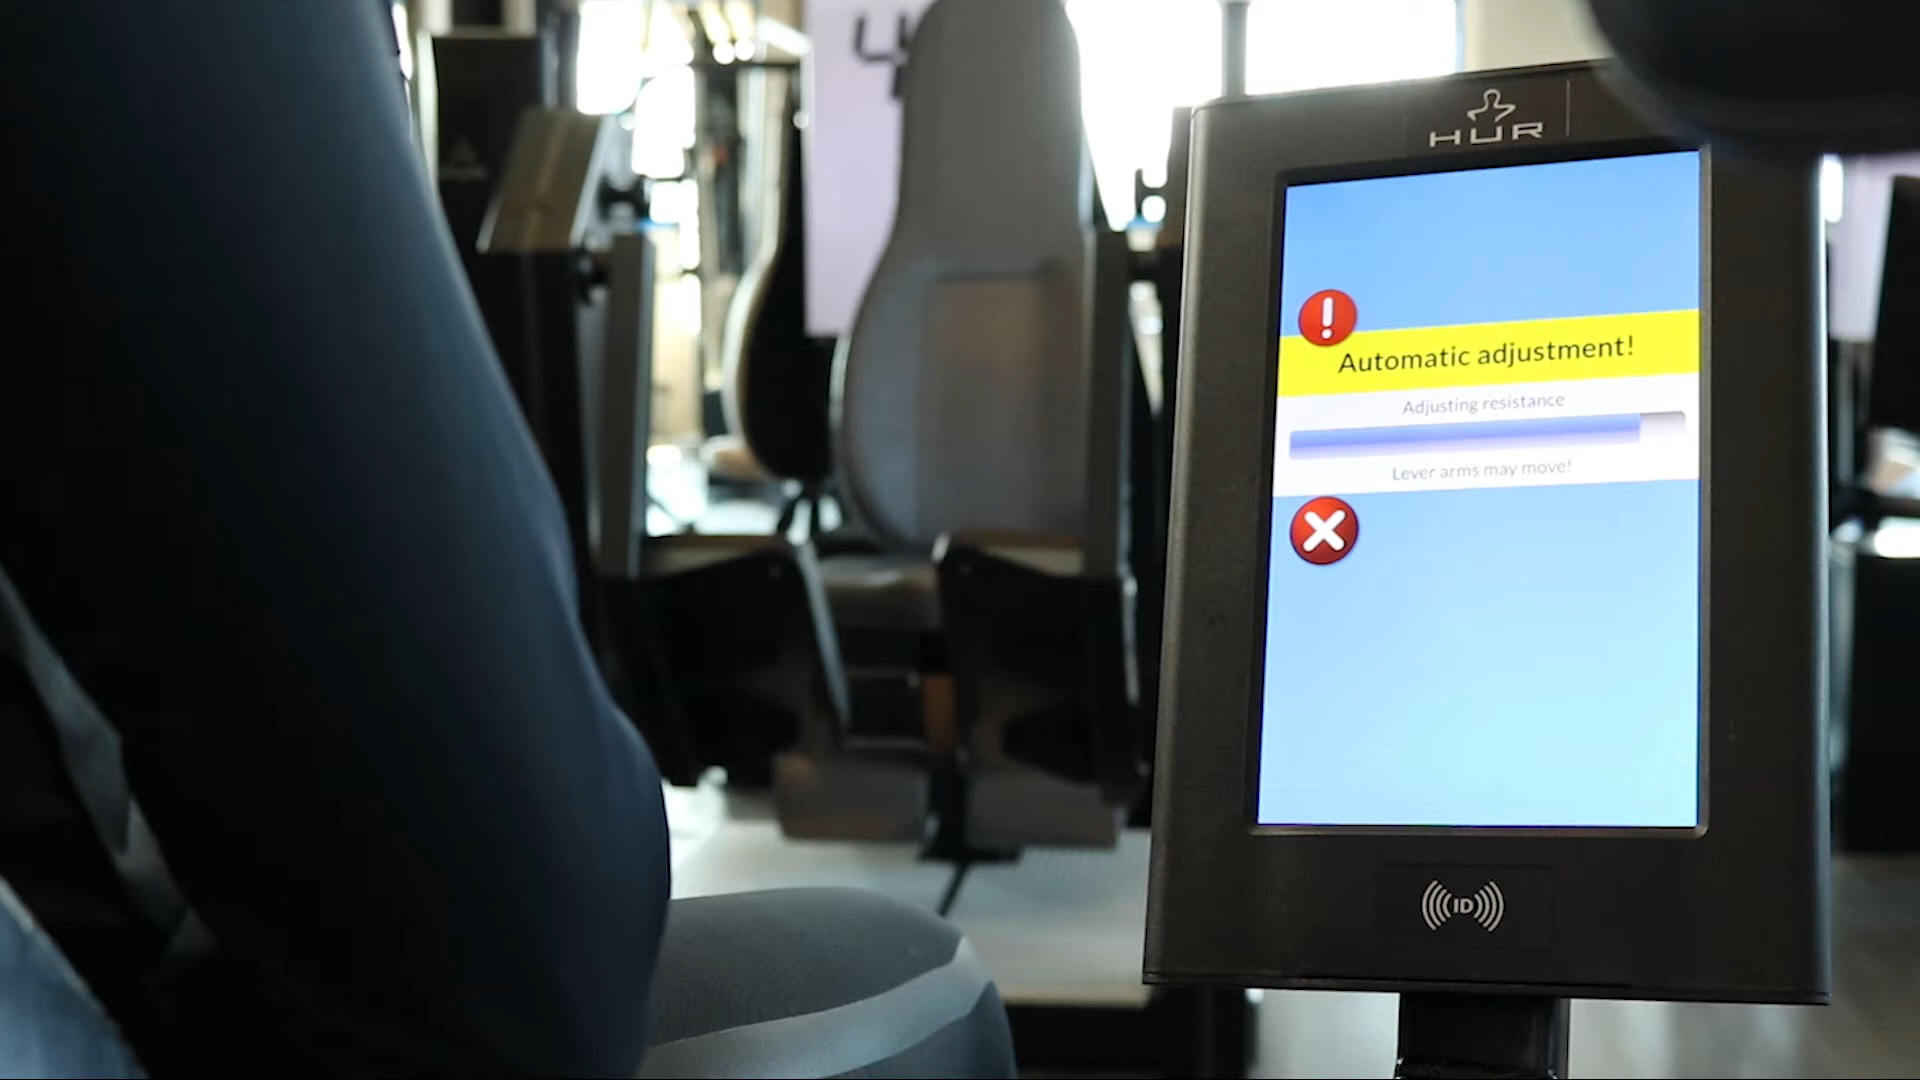 HUR
Automatic adjustment!
Adjusting resistance
Lever arms may move!
ID